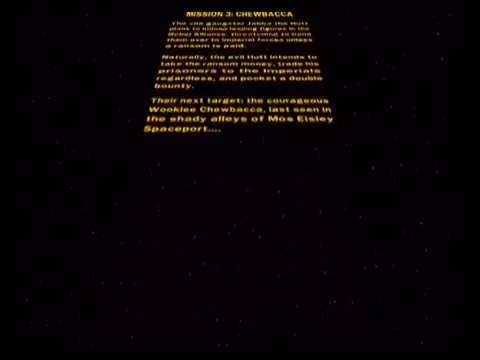 MISSION 3: CHEWBACCA
The vile gangster Jabba the Hutt
plans to kidnap leading figures in the
Rebel Alliance, threatening to hand
them over to Imperial forces unless
a ransom is paid.
Naturally, the evil Hutt intends to
take the ransom money, trade his
prisoners to the Imperials
regardless, and pocket a double
bounty.
Their next target: the courageous
Wookiee Chewbacca, last seen in
the shady alleys of Mos Eisley
Spaceport....